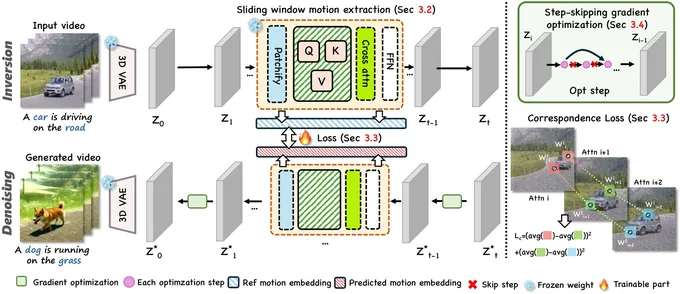 Sliding window motion extraction (Sec 3.2)
Inversion
Input video
3D VAE
A car is driving
on the road
Z0
Z1
...
Patchify
Q
K
V
Cross attn
FFN
...
Zt-1
Zt
Loss (Sec 3.3)
Denoising
Generated video
3D VAE
A dog is running
on the grass
Z*0
Z*1
...
...
...
Z*t-1
Z*t
Step-skipping gradient
optimization (Sec 3.4)
Zi
Zi-1
...
Opt step
Correspondence Loss (Sec 3.3)
Attn i
Attn i+1
Attn i+2
Lc=(avg( )-avg( ))2
+(avg( )-avg( ))2
Gradient optimization
Each optimzation step
Ref motion embedding
Predicted motion embedding
Skip step
Frozen weight
Trainable part